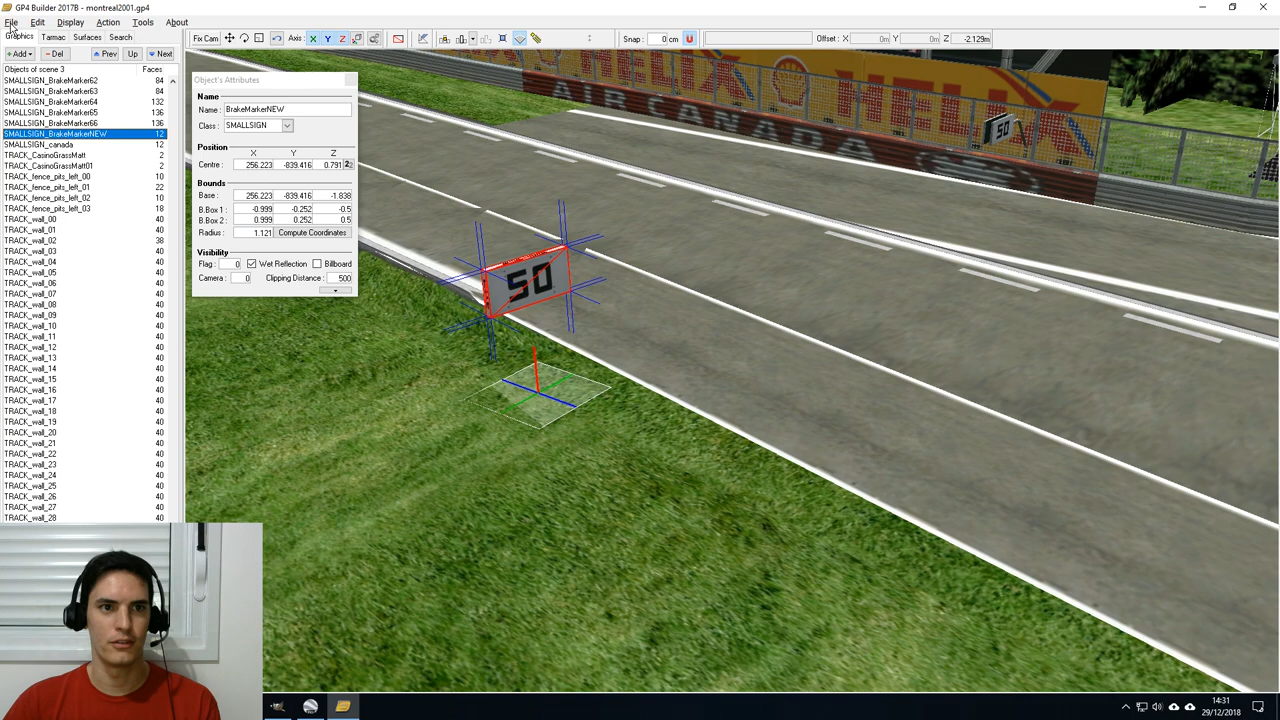 GP4 Builder 2017B - montreal2001.gp4
File Edit Display Action Tools About
Graphics Tarmac Surfaces Search
Fix Cam Axis : X Y Z Snap : 0 cm Offset : X 0m Y 0m Z -2.129m
+Add Del Prev Up Next
Objects of scene 3 Faces
SMALLSIGN_BrakeMarker62 84
SMALLSIGN_BrakeMarker63 84
SMALLSIGN_BrakeMarker64 132
SMALLSIGN_BrakeMarker65 136
SMALLSIGN_BrakeMarker66 136
SMALLSIGN_BrakeMarkerNEW 12
SMALLSIGN_canada 12
TRACK_CasinoGrassMatt 2
TRACK_CasinoGrassMatt01 2
TRACK_fence_pits_left_00 10
TRACK_fence_pits_left_01 22
TRACK_fence_pits_left_02 10
TRACK_fence_pits_left_03 18
TRACK_wall_00 40
TRACK_wall_01 40
TRACK_wall_02 38
TRACK_wall_03 40
TRACK_wall_04 40
TRACK_wall_05 40
TRACK_wall_06 40
TRACK_wall_07 40
TRACK_wall_08 40
TRACK_wall_09 40
TRACK_wall_10 40
TRACK_wall_11 40
TRACK_wall_12 40
TRACK_wall_13 40
TRACK_wall_14 40
TRACK_wall_15 40
TRACK_wall_16 40
TRACK_wall_17 40
TRACK_wall_18 40
TRACK_wall_19 40
TRACK_wall_20 40
TRACK_wall_21 40
TRACK_wall_22 40
TRACK_wall_23 40
TRACK_wall_24 40
TRACK_wall_25 40
TRACK_wall_26 40
TRACK_wall_27 40
TRACK_wall_28 40
Object's Attributes
Name
Name : BrakeMarkerNEW
Class : SMALLSIGN
Position
X Y Z
Centre : 256.223 -839.416 0.791
Bounds
Base : 256.223 -839.416 -1.838
B.Box 1 : -0.999 -0.252 -0.5
B.Box 2 : 0.999 0.252 0.5
Radius : 1.121 Compute Coordinates
Visibility
Flag : 0 Wet Reflection Billboard
Camera : 0 Clipping Distance : 500
HELIX HELIX
AIR CANADA
50
50
14:31
29/12/2018